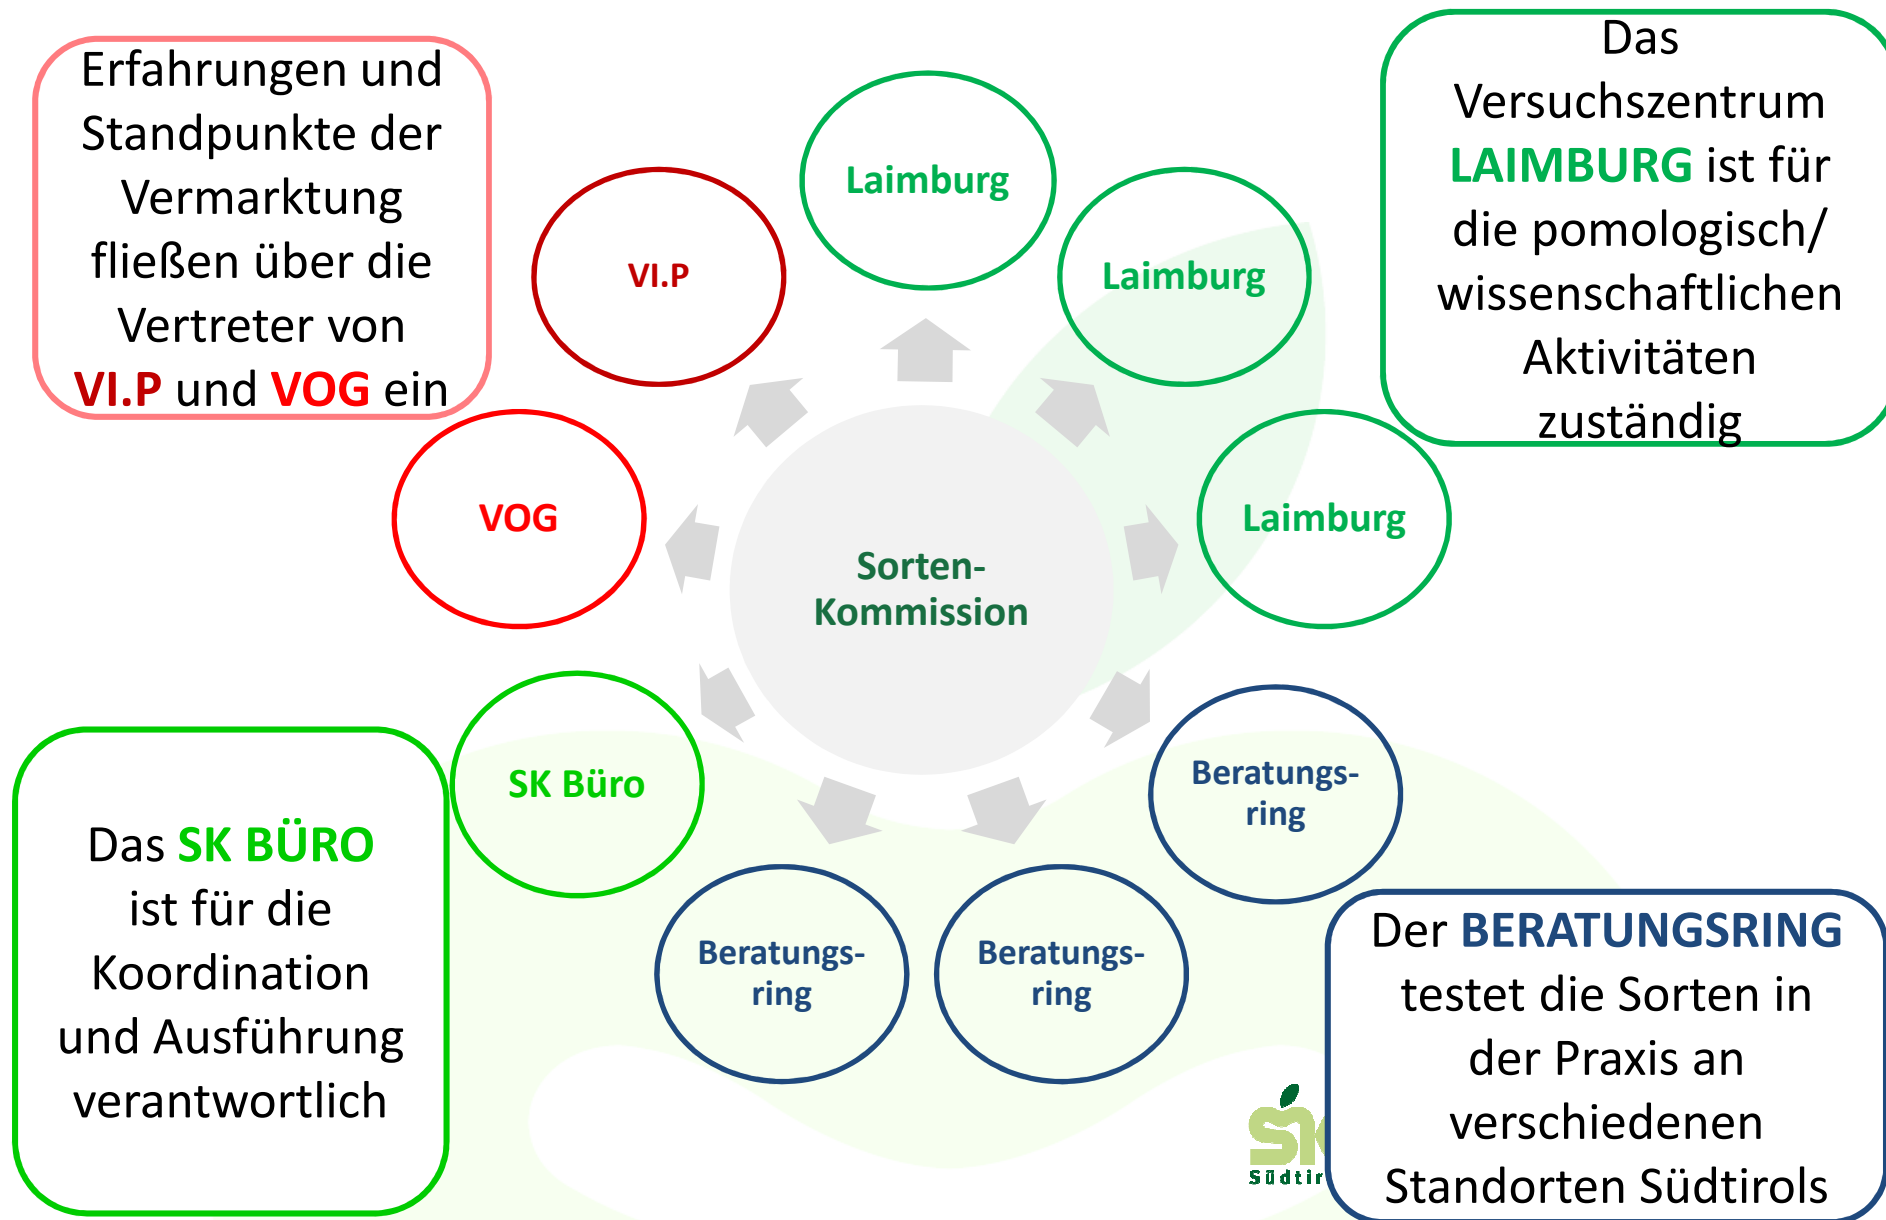 Erfahrungen und
Standpunkte der
Vermarktung
fließen über die
Vertreter von
VI.P und VOG ein
Das
Versuchszentrum
LAIMBURG ist für
die pomologisch/
wissenschaftlichen
Aktivitäten
zuständig
Laimburg
VI.P
Laimburg
VOG
Laimburg
Sorten-
Kommission
SK Büro
Beratungs-
ring
Beratungs-
ring
Beratungs-
ring
Das SK BÜRO
ist für die
Koordination
und Ausführung
verantwortlich
Der BERATUNGSRING
testet die Sorten in
der Praxis an
verschiedenen
Standorten Südtirols